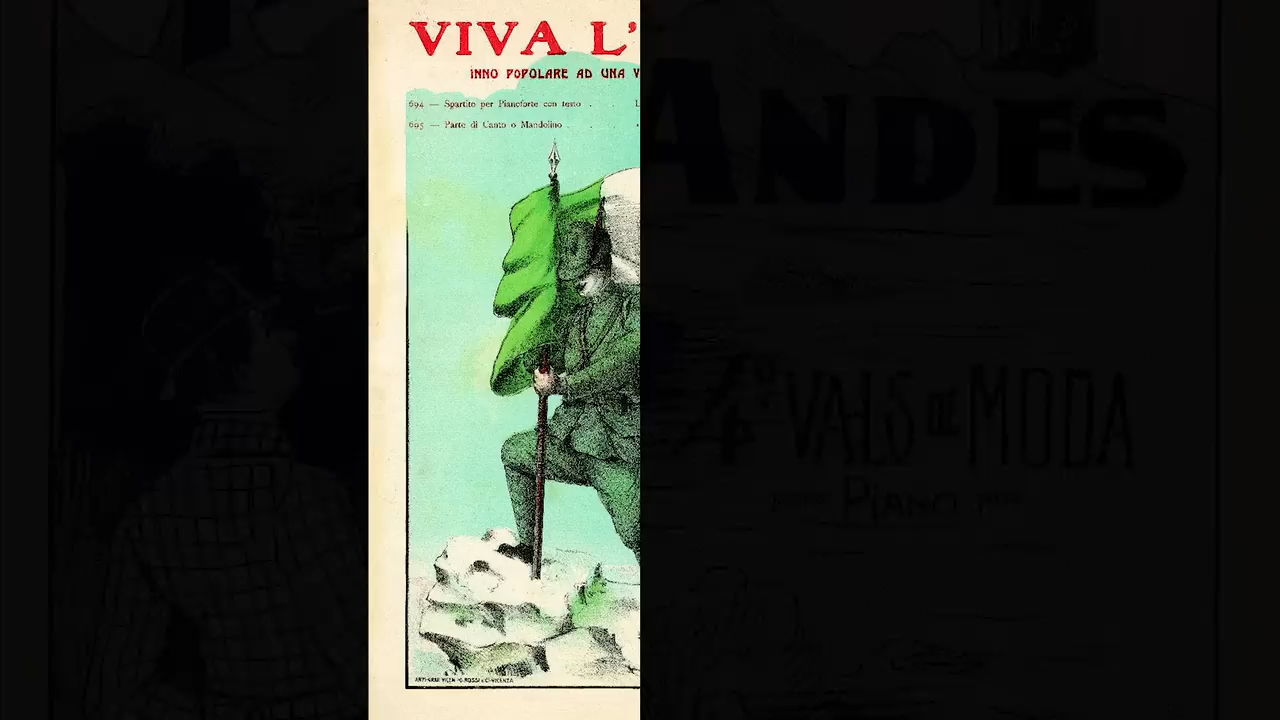 VIVA L'
INNO POPOLARE AD UNA V
694 — Spartito per Pianoforte con testo . L
695 — Parte di Canto o Mandolino . . .
ANDES
4º VALS DE MODA
PIANO